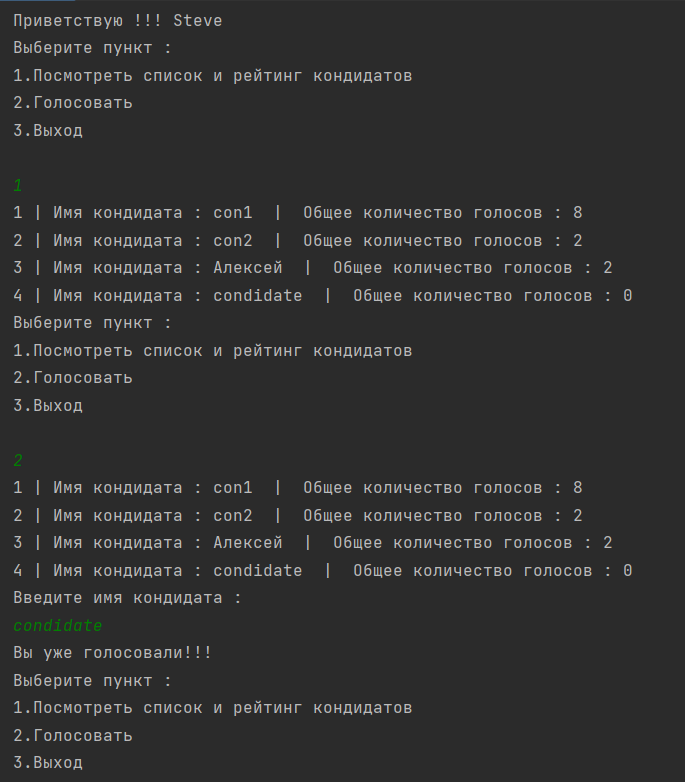 Приветствую !!! Steve
Выберите пункт :
1.Посмотреть список и рейтинг кондидатов
2.Голосовать
3.Выход
1
1 | Имя кондидата : con1  |  Общее количество голосов : 8
2 | Имя кондидата : con2  |  Общее количество голосов : 2
3 | Имя кондидата : Алексей  |  Общее количество голосов : 2
4 | Имя кондидата : condidate  |  Общее количество голосов : 0
Выберите пункт :
1.Посмотреть список и рейтинг кондидатов
2.Голосовать
3.Выход
2
1 | Имя кондидата : con1  |  Общее количество голосов : 8
2 | Имя кондидата : con2  |  Общее количество голосов : 2
3 | Имя кондидата : Алексей  |  Общее количество голосов : 2
4 | Имя кондидата : condidate  |  Общее количество голосов : 0
Введите имя кондидата :
condidate
Вы уже голосовали!!!
Выберите пункт :
1.Посмотреть список и рейтинг кондидатов
2.Голосовать
3.Выход